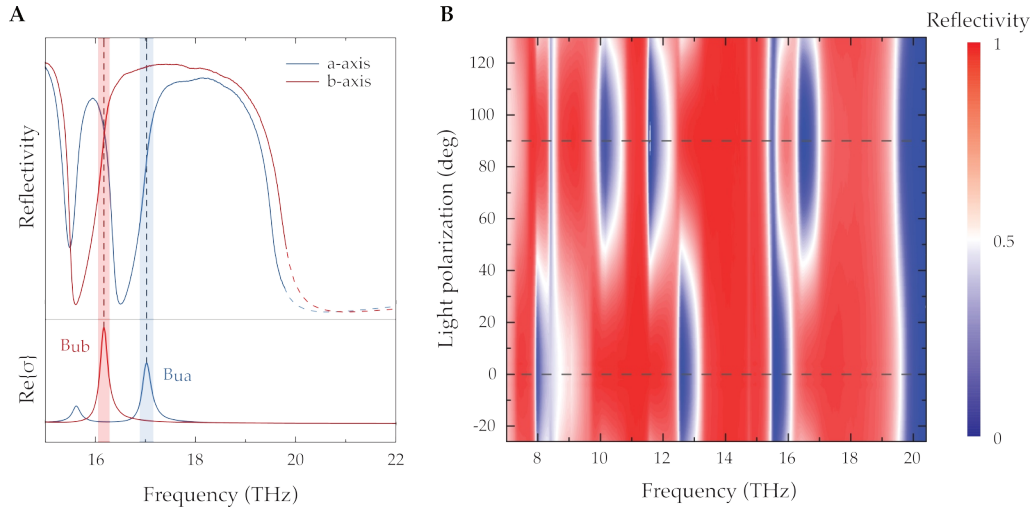 A
a-axis
b-axis
Reflectivity
Bub
Bua
Re{σ}
16
18
20
22
Frequency (THz)
B
Reflectivity
1
0.5
0
Light polarization (deg)
120
100
80
60
40
20
0
-20
8
10
12
14
16
18
20
Frequency (THz)